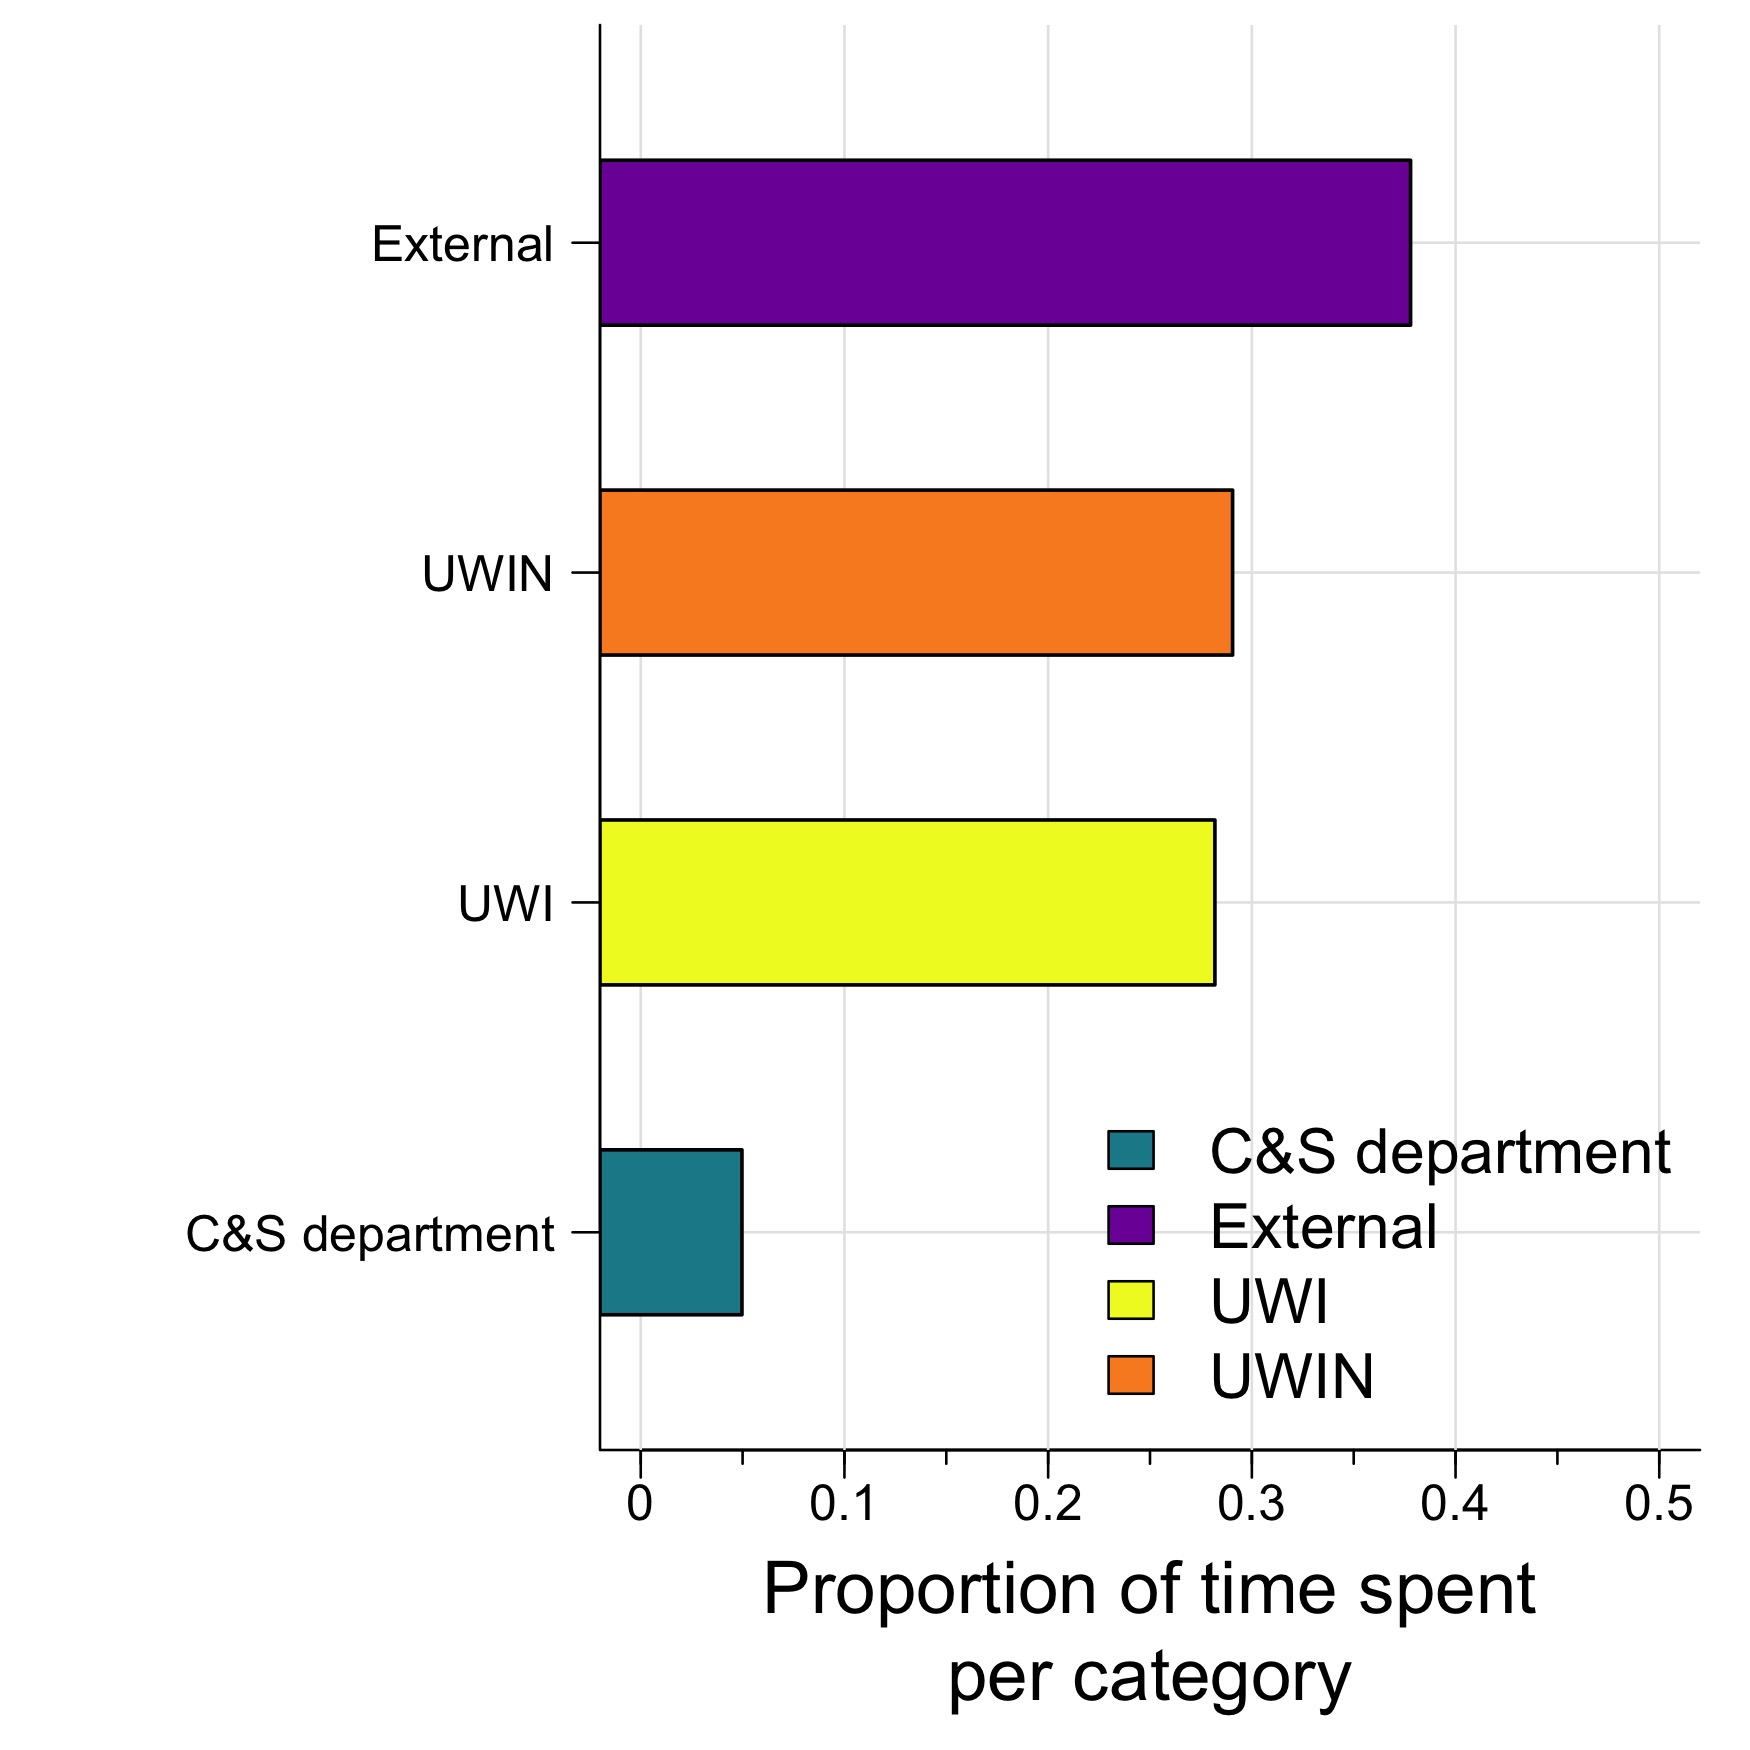 External
UWIN
UWI
C&S department
C&S department
External
UWI
UWIN
0 0.1 0.2 0.3 0.4 0.5
Proportion of time spent
per category